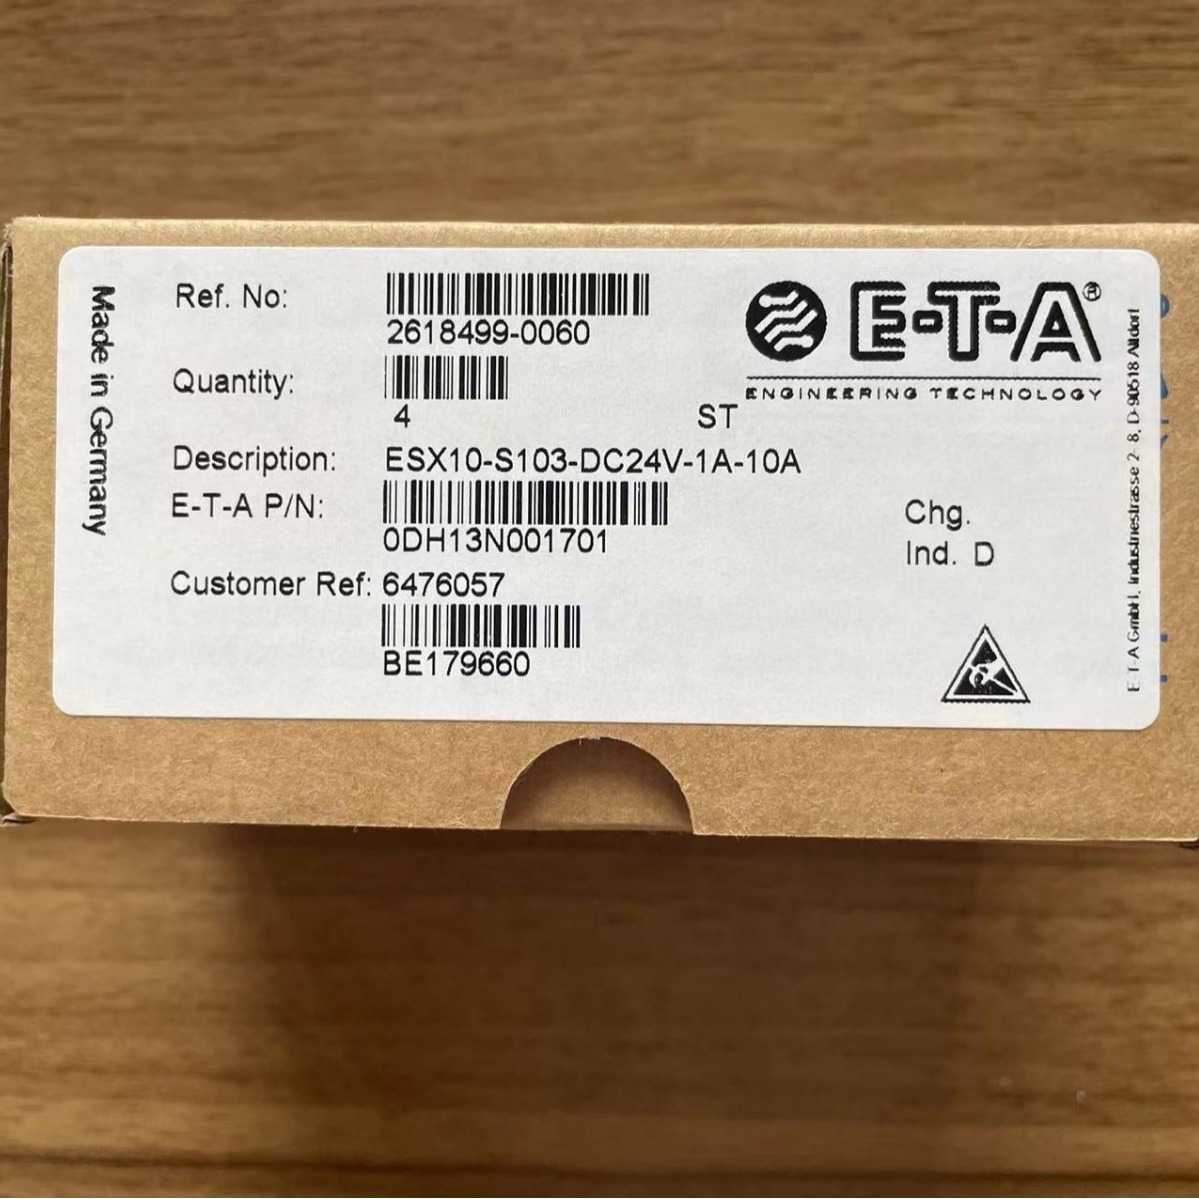 Made in Germany
Ref. No:
2618499-0060
Quantity:
4 ST
Description: ESX10-S103-DC24V-1A-10A
E-T-A P/N:
0DH13N001701
Customer Ref: 6476057
BE179660
E-T-A®
ENGINEERING TECHNOLOGY
Chg.
Ind. D
E-T-A GmbH, Industriestrasse 2-8, D-90518 Altdorf